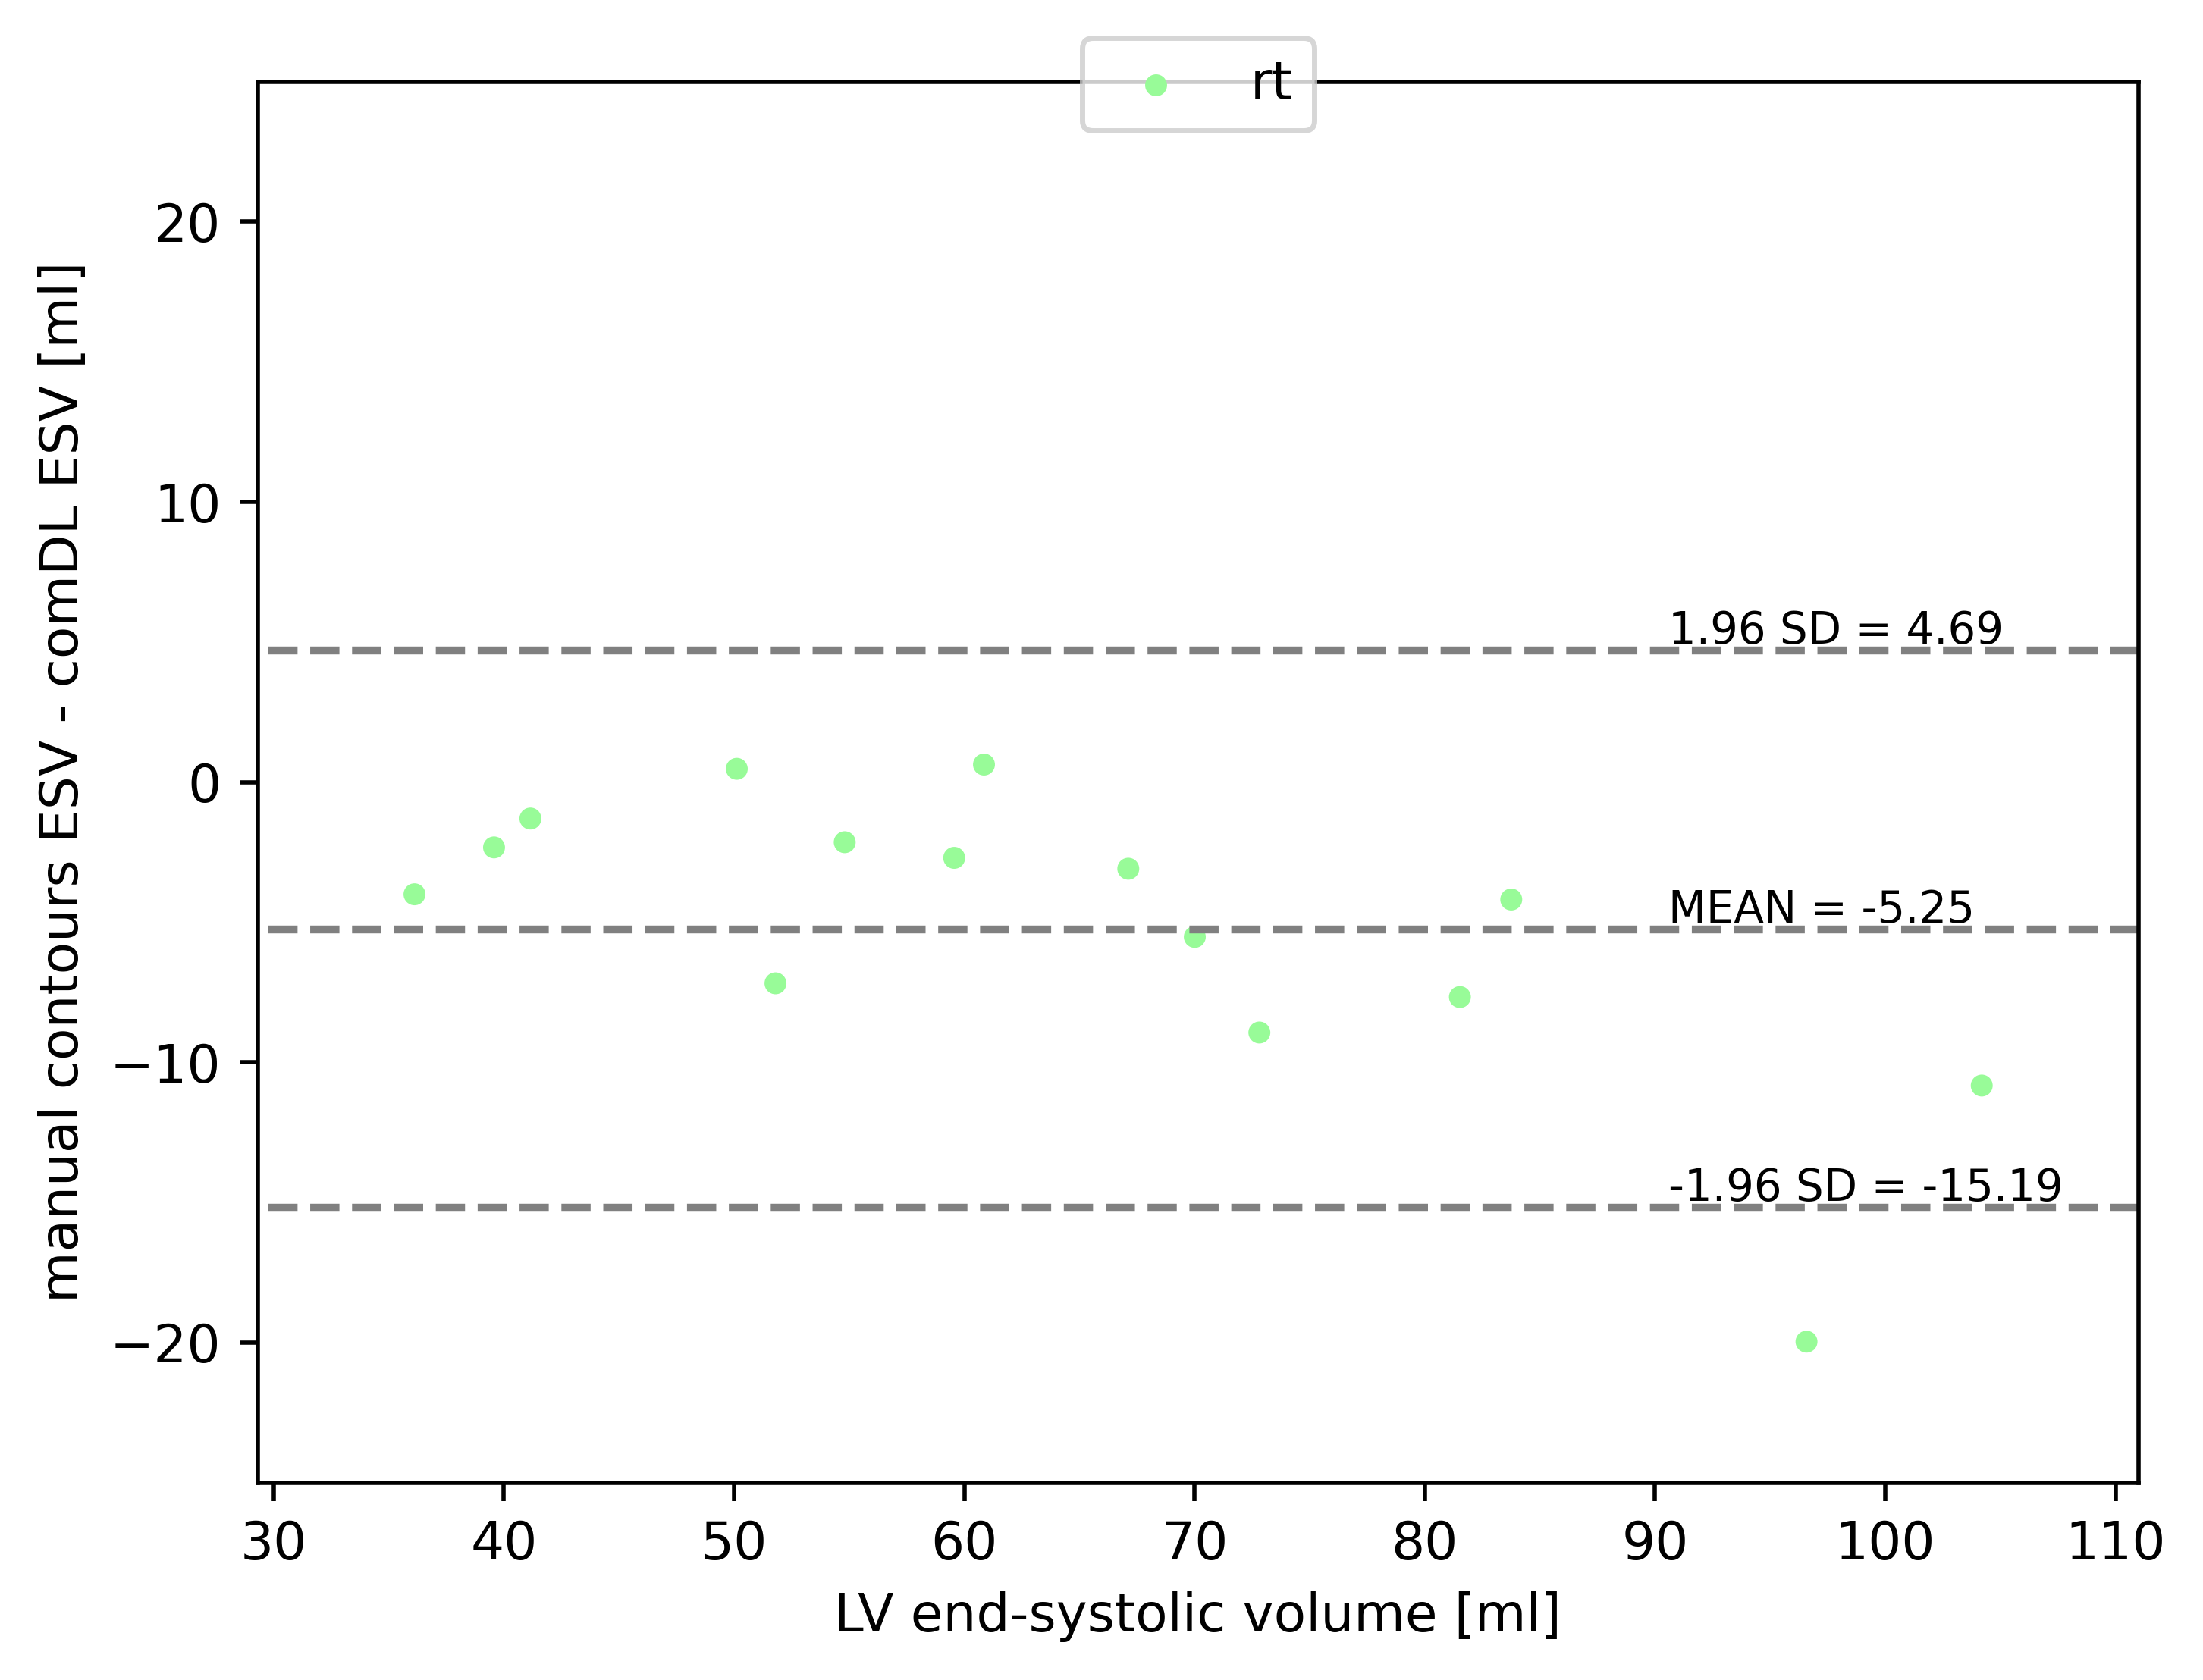 rt
manual contours ESV - comDL ESV [ml]
20
10
0
−10
−20
1.96 SD = 4.69
MEAN = -5.25
-1.96 SD = -15.19
30 40 50 60 70 80 90 100 110
LV end-systolic volume [ml]